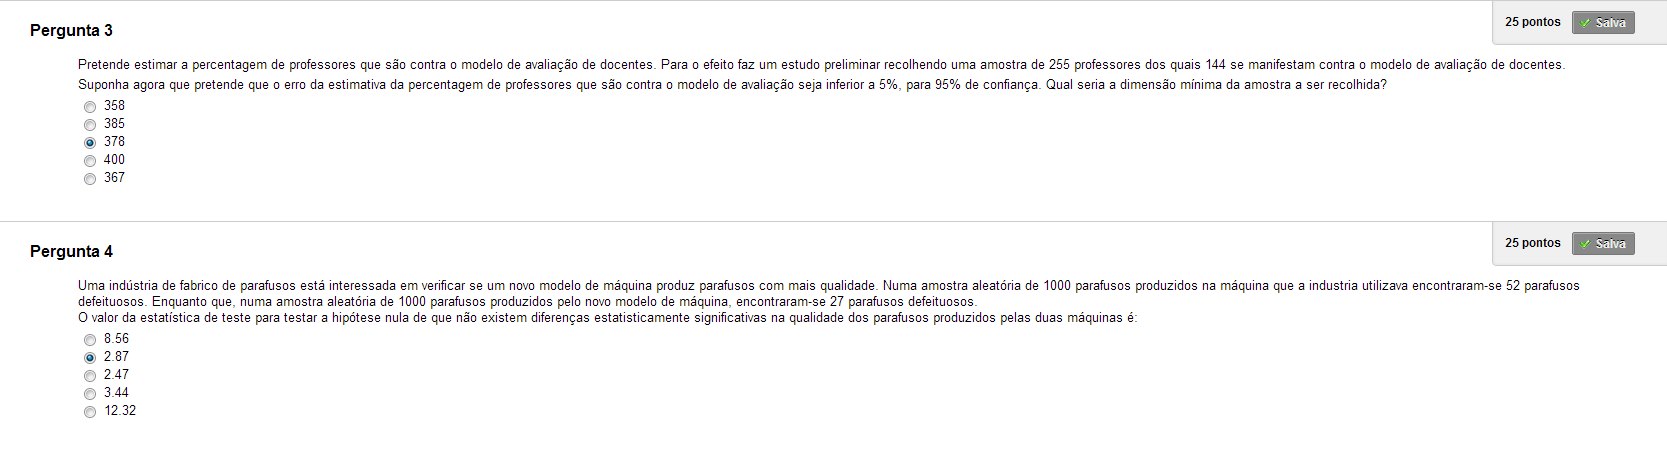 25 pontos Salva
Pergunta 3
Pretende estimar a percentagem de professores que são contra o modelo de avaliação de docentes. Para o efeito faz um estudo preliminar recolhendo uma amostra de 255 professores dos quais 144 se manifestam contra o modelo de avaliação de docentes.
Suponha agora que pretende que o erro da estimativa da percentagem de professores que são contra o modelo de avaliação seja inferior a 5%, para 95% de confiança. Qual seria a dimensão mínima da amostra a ser recolhida?
358
385
378
400
367
25 pontos Salva
Pergunta 4
Uma indústria de fabrico de parafusos está interessada em verificar se um novo modelo de máquina produz parafusos com mais qualidade. Numa amostra aleatória de 1000 parafusos produzidos na máquina que a industria utilizava encontraram-se 52 parafusos
defeituosos. Enquanto que, numa amostra aleatória de 1000 parafusos produzidos pelo novo modelo de máquina, encontraram-se 27 parafusos defeituosos.
O valor da estatística de teste para testar a hipótese nula de que não existem diferenças estatisticamente significativas na qualidade dos parafusos produzidos pelas duas máquinas é:
8.56
2.87
2.47
3.44
12.32